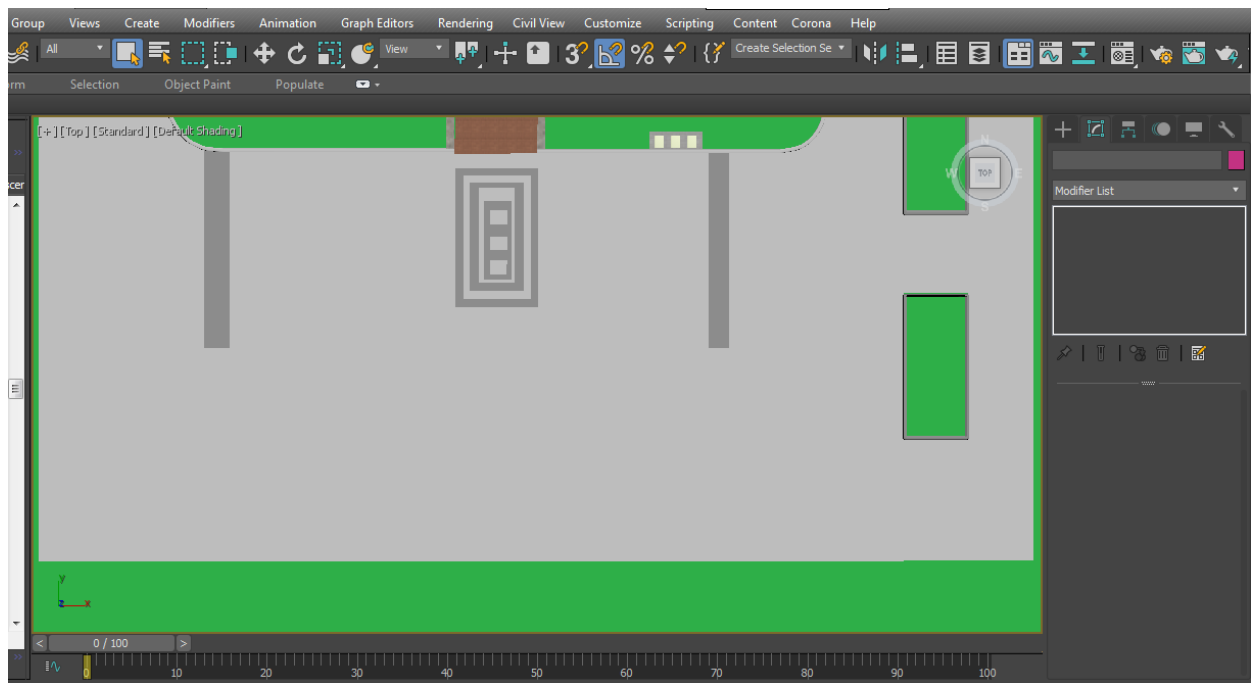 Group Views Create Modifiers Animation Graph Editors Rendering Civil View Customize Scripting Content Corona Help
All View 3 Create Selection Se
rm Selection Object Paint Populate
[+] [Top] [Standard] [Default Shading]
N
W TOP E
S
scer
Modifier List
y
z x
< 0 / 100 >
0 10 20 30 40 50 60 70 80 90 100